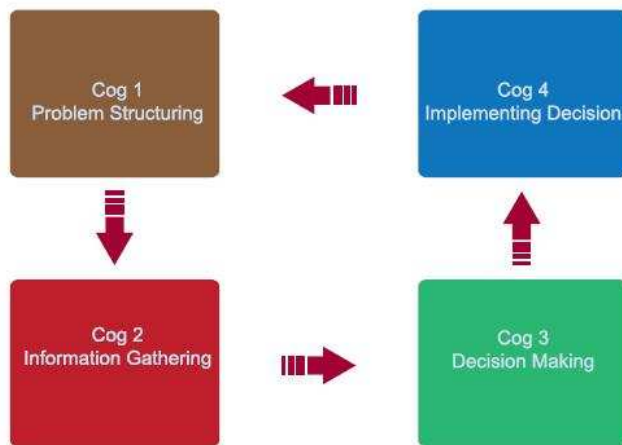 Cog 1
Problem Structuring
Cog 4
Implementing Decision
Cog 2
Information Gathering
Cog 3
Decision Making